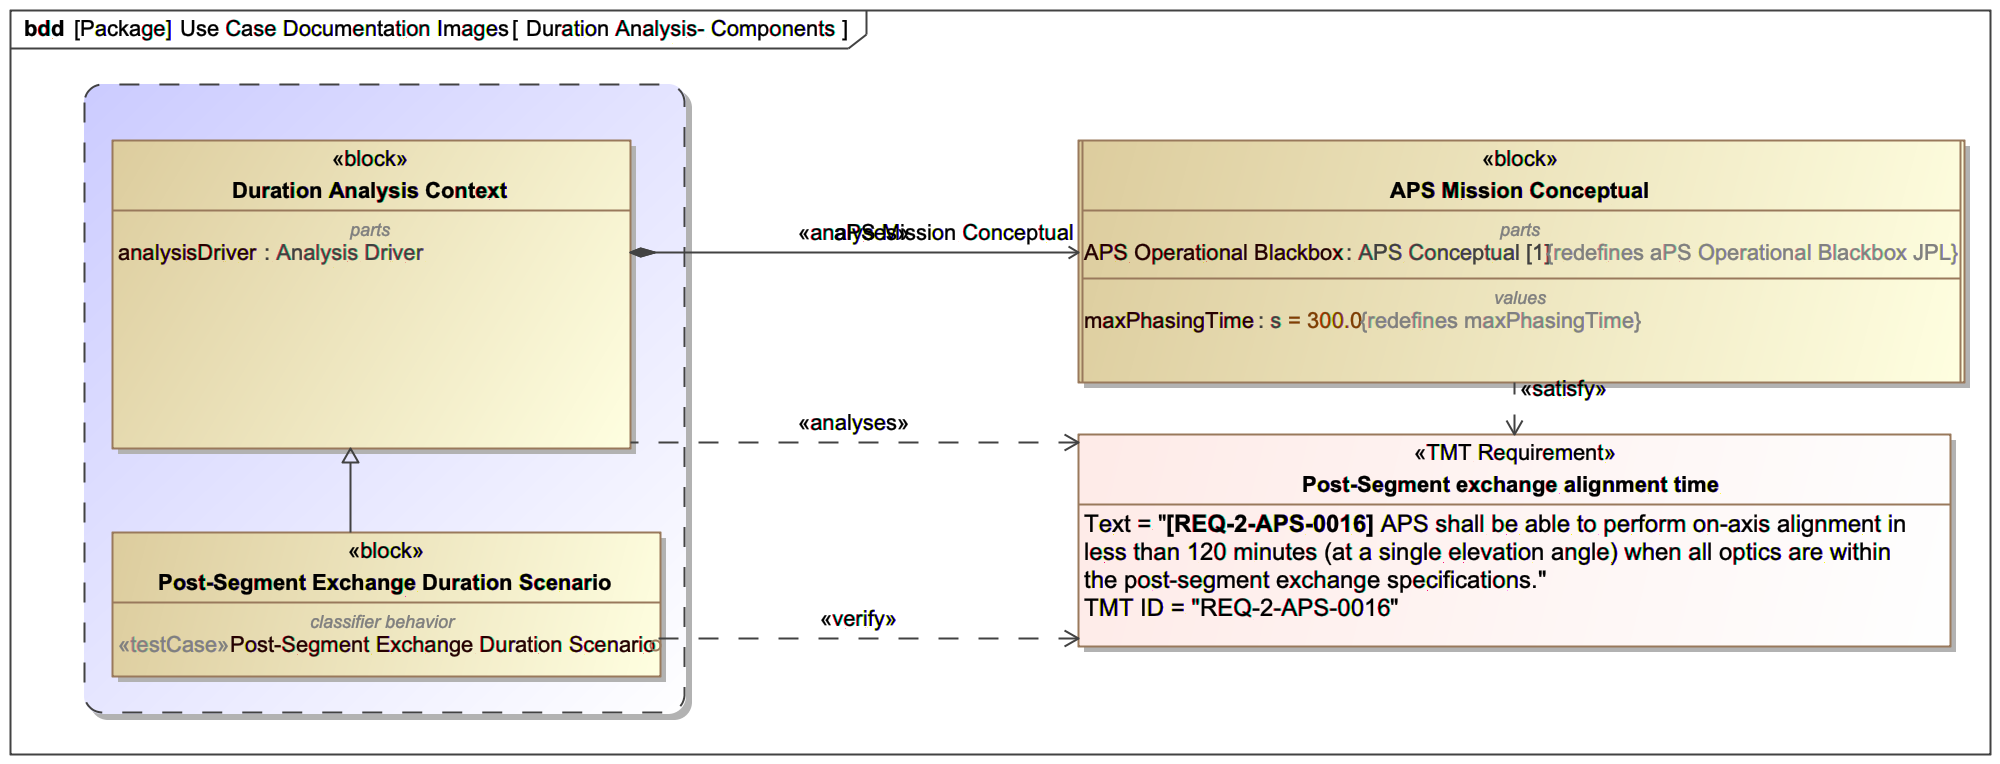 bdd [Package] Use Case Documentation Images[ Duration Analysis- Components ]
«block»
Duration Analysis Context
parts
analysisDriver : Analysis Driver
«analyses»
aPS Mission Conceptual
«block»
APS Mission Conceptual
parts
APS Operational Blackbox : APS Conceptual [1]{redefines aPS Operational Blackbox JPL}
values
maxPhasingTime : s = 300.0{redefines maxPhasingTime}
«satisfy»
«analyses»
«TMT Requirement»
Post-Segment exchange alignment time
Text = "[REQ-2-APS-0016] APS shall be able to perform on-axis alignment in
less than 120 minutes (at a single elevation angle) when all optics are within
the post-segment exchange specifications."
TMT ID = "REQ-2-APS-0016"
«block»
Post-Segment Exchange Duration Scenario
classifier behavior
«testCase»Post-Segment Exchange Duration Scenario
«verify»